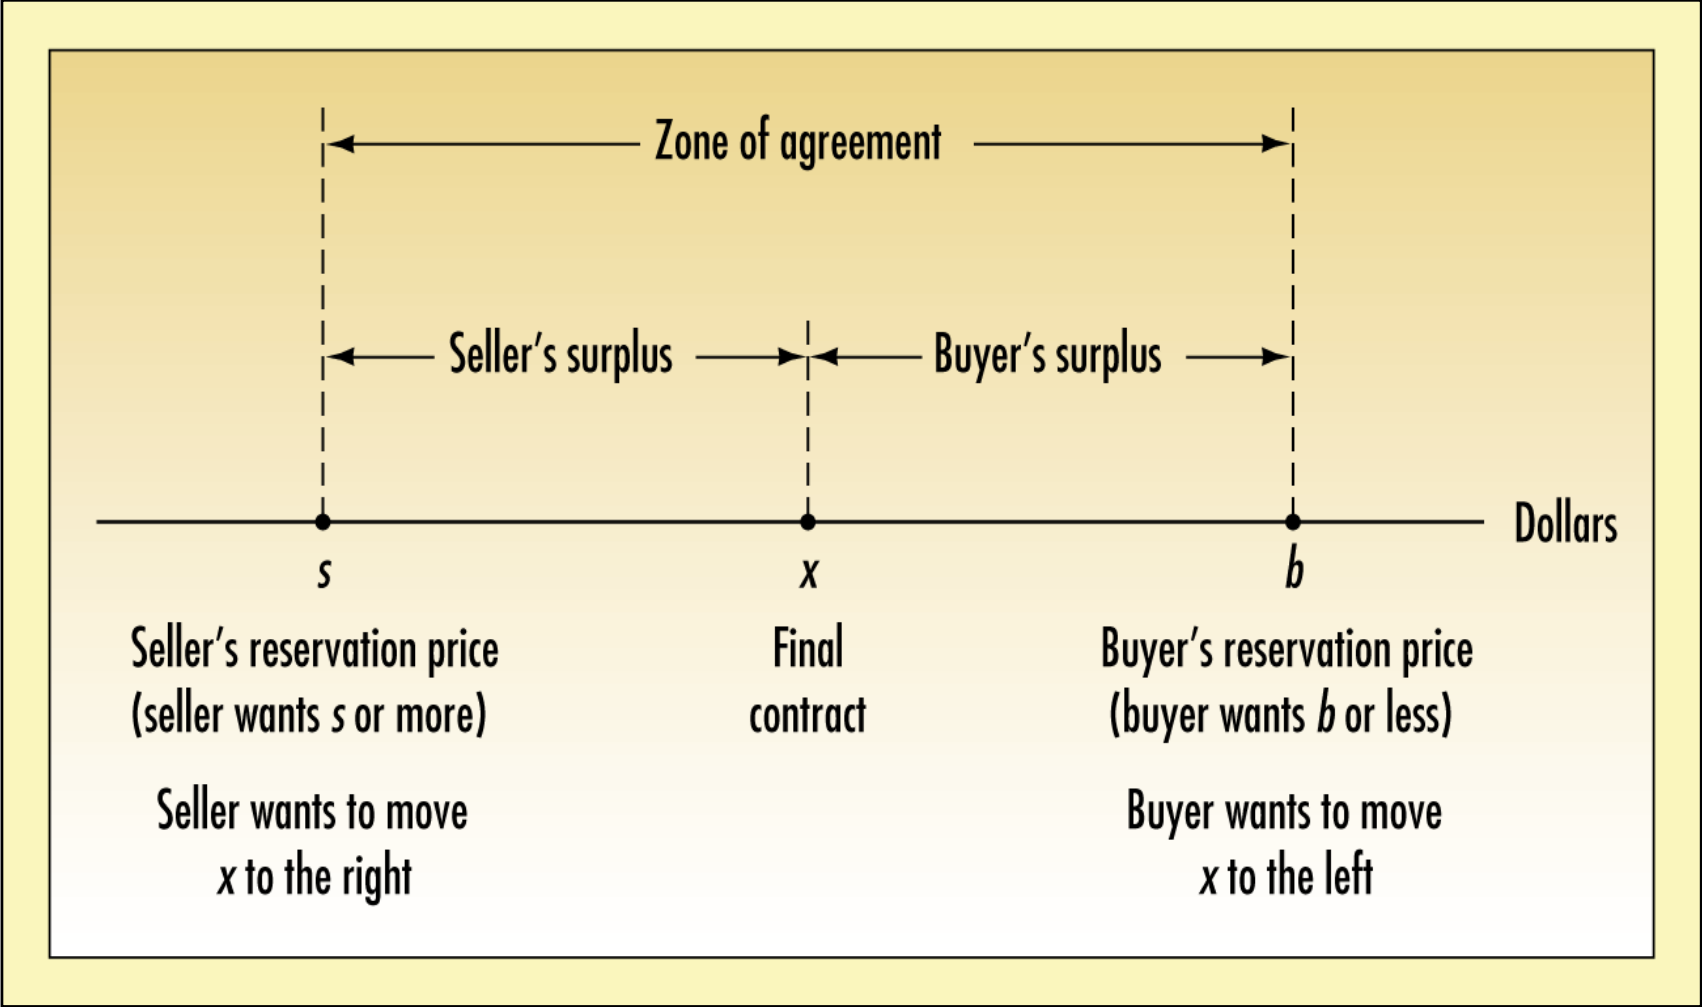 Zone of agreement
Seller’s surplus
Buyer’s surplus
Dollars
s
x
b
Seller’s reservation price
(seller wants s or more)
Final
contract
Buyer’s reservation price
(buyer wants b or less)
Seller wants to move
x to the right
Buyer wants to move
x to the left